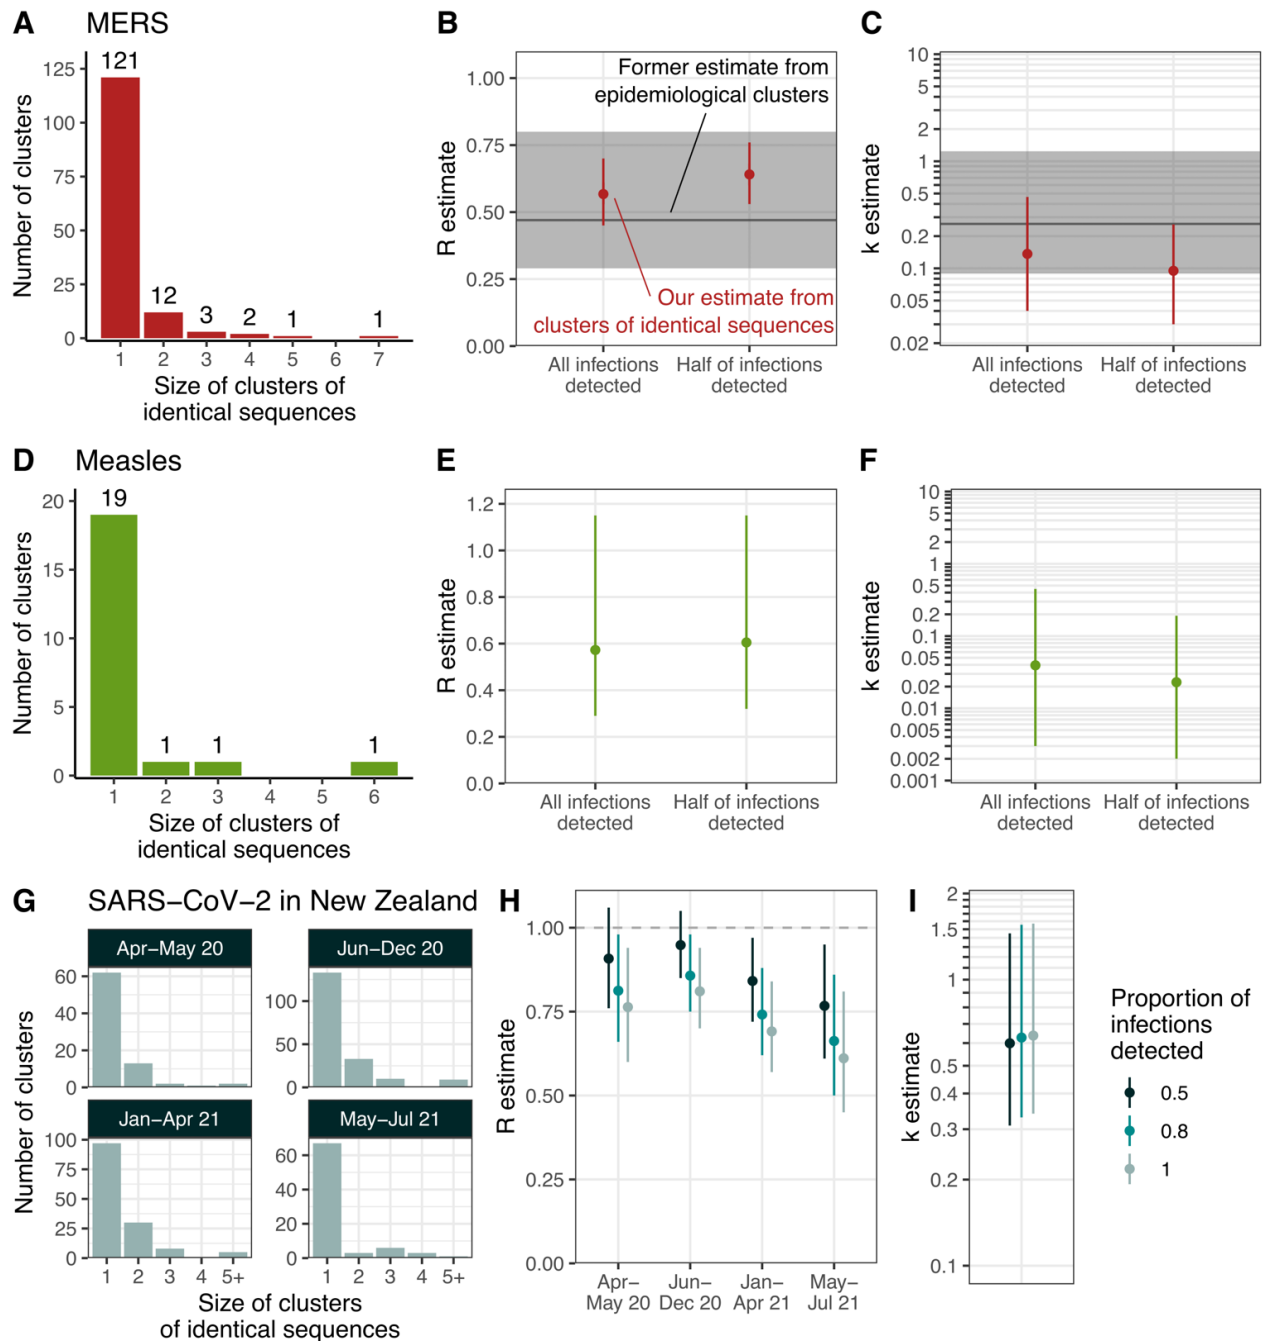 A
MERS
121
12
3
2
1
1
125
100
75
50
25
0
1
2
3
4
5
6
7
Number of clusters
Size of clusters of
identical sequences
B
Former estimate from
epidemiological clusters
Our estimate from
clusters of identical sequences
1.00
0.75
0.50
0.25
0.00
R estimate
All infections
detected
Half of infections
detected
C
10
5
2
1
0.5
0.2
0.1
0.05
0.02
k estimate
All infections
detected
Half of infections
detected
D
Measles
19
1
1
1
20
15
10
5
0
1
2
3
4
5
6
Number of clusters
Size of clusters of
identical sequences
E
1.2
1.0
0.8
0.6
0.4
0.2
0.0
R estimate
All infections
detected
Half of infections
detected
F
10
5
2
1
0.5
0.2
0.1
0.05
0.02
0.01
0.005
0.002
0.001
k estimate
All infections
detected
Half of infections
detected
G
SARS−CoV−2 in New Zealand
Apr−May 20
60
40
20
0
Jun−Dec 20
100
50
0
Jan−Apr 21
100
75
50
25
0
1
2
3
4
5+
May−Jul 21
60
40
20
0
1
2
3
4
5+
Number of clusters
Size of clusters
of identical sequences
H
1.00
0.75
0.50
0.25
0.00
R estimate
Apr−
May 20
Jun−
Dec 20
Jan−
Apr 21
May−
Jul 21
I
2
1.5
1
0.5
0.4
0.3
0.2
0.1
k estimate
Proportion of
infections
detected
0.5
0.8
1